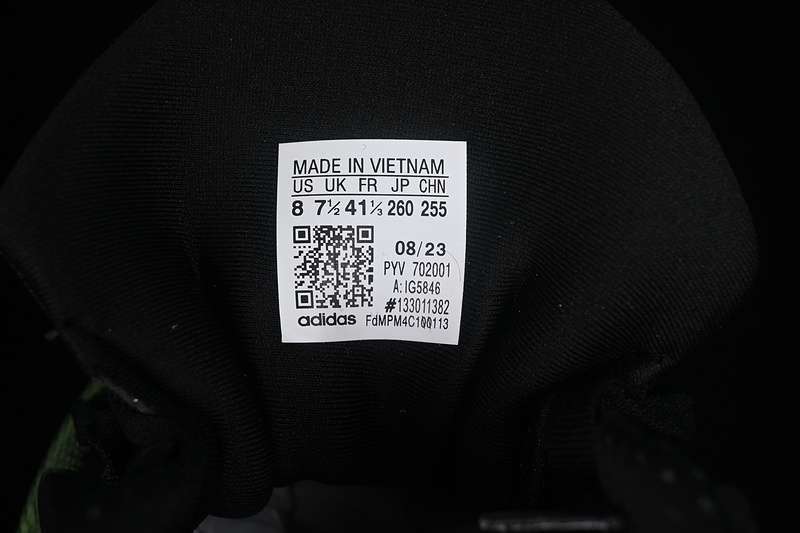 MADE IN VIETNAM
US UK FR JP CHN
8 7½ 41⅓ 260 255
08/23
PYV 702001
A: IG5846
#133011382
adidas FdMPM4C100113